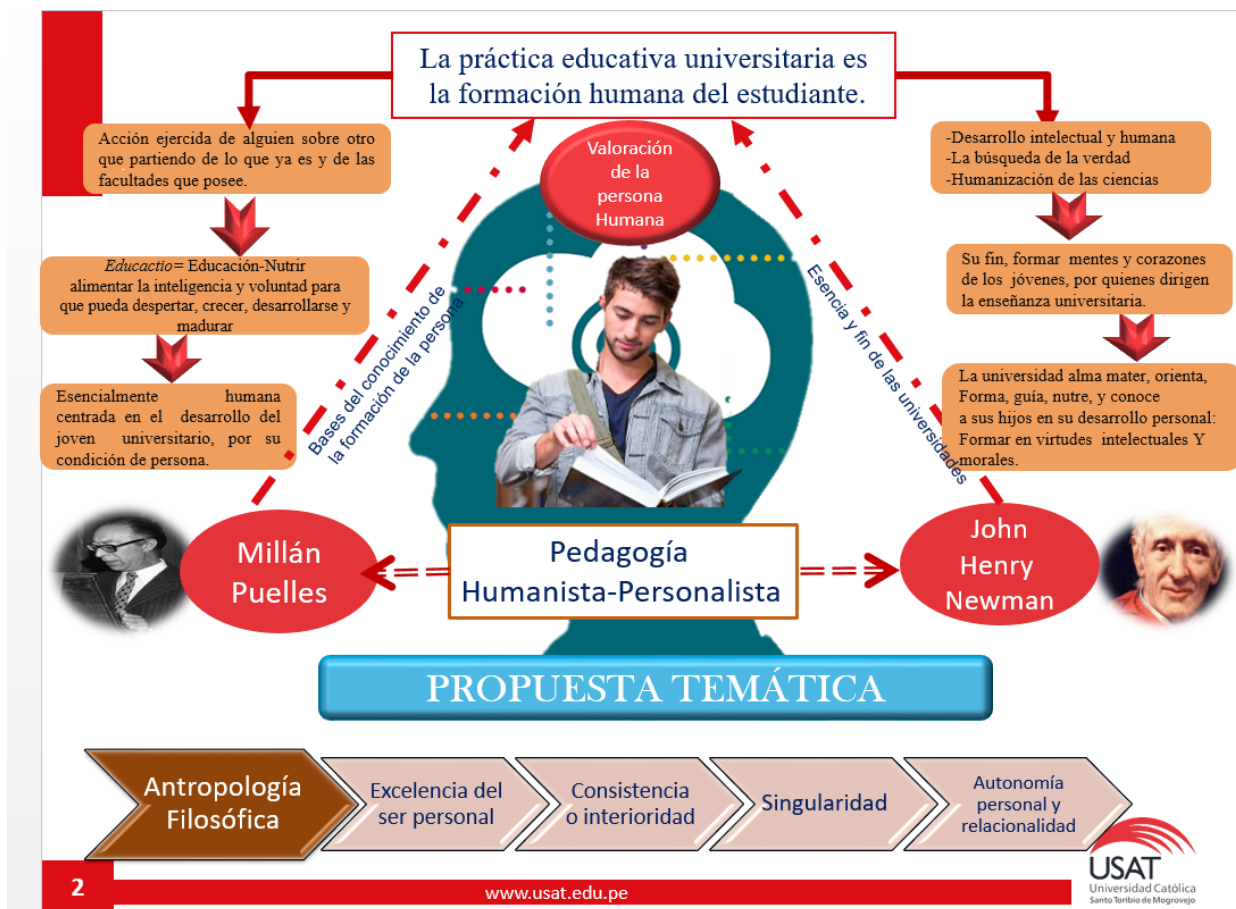 La práctica educativa universitaria es
la formación humana del estudiante.
Acción ejercida de alguien sobre otro
que partiendo de lo que ya es y de las
facultades que posee.
Educactio= Educación-Nutrir
alimentar la inteligencia y voluntad para
que pueda despertar, crecer, desarrollarse y
madurar
Esencialmente humana
centrada en el desarrollo del
joven universitario, por su
condición de persona.
Valoración
de la
persona
Humana
-Desarrollo intelectual y humana
-La búsqueda de la verdad
-Humanización de las ciencias
Su fín, formar mentes y corazones
de los jóvenes, por quienes dirigen
la enseñanza universitaria.
La universidad alma mater, orienta,
Forma, guía, nutre, y conoce
a sus hijos en su desarrollo personal:
Formar en virtudes intelectuales Y
morales.
Bases del conocimiento de
la formación de la persona
Esencia y fín de las universidades
Millán
Puelles
Pedagogía
Humanista-Personalista
John
Henry
Newman
PROPUESTA TEMÁTICA
Antropología
Filosófica
Excelencia del
ser personal
Consistencia
o interioridad
Singularidad
Autonomía
personal y
relacionalidad
2
www.usat.edu.pe
USAT
Universidad Católica
Santo Toribio de Mogrovejo